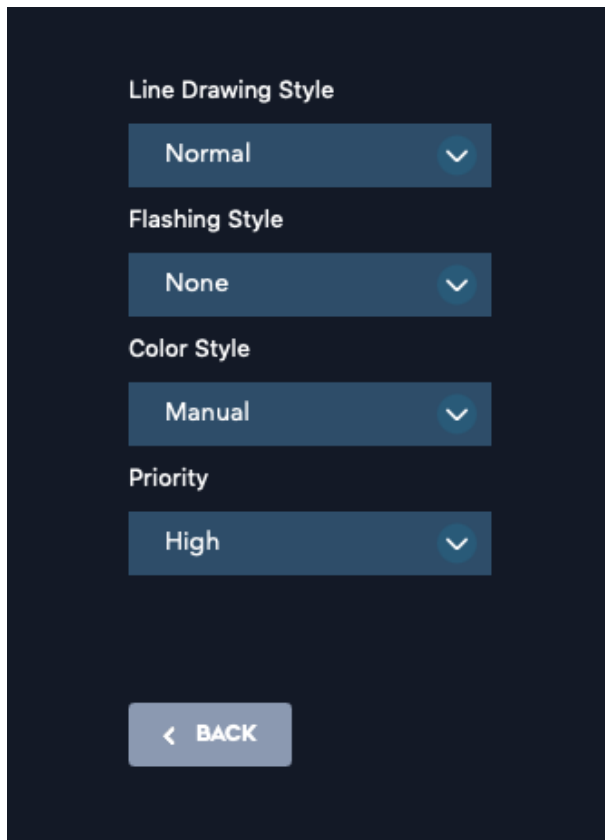 Line Drawing Style
Normal
Flashing Style
None
Color Style
Manual
Priority
High
BACK